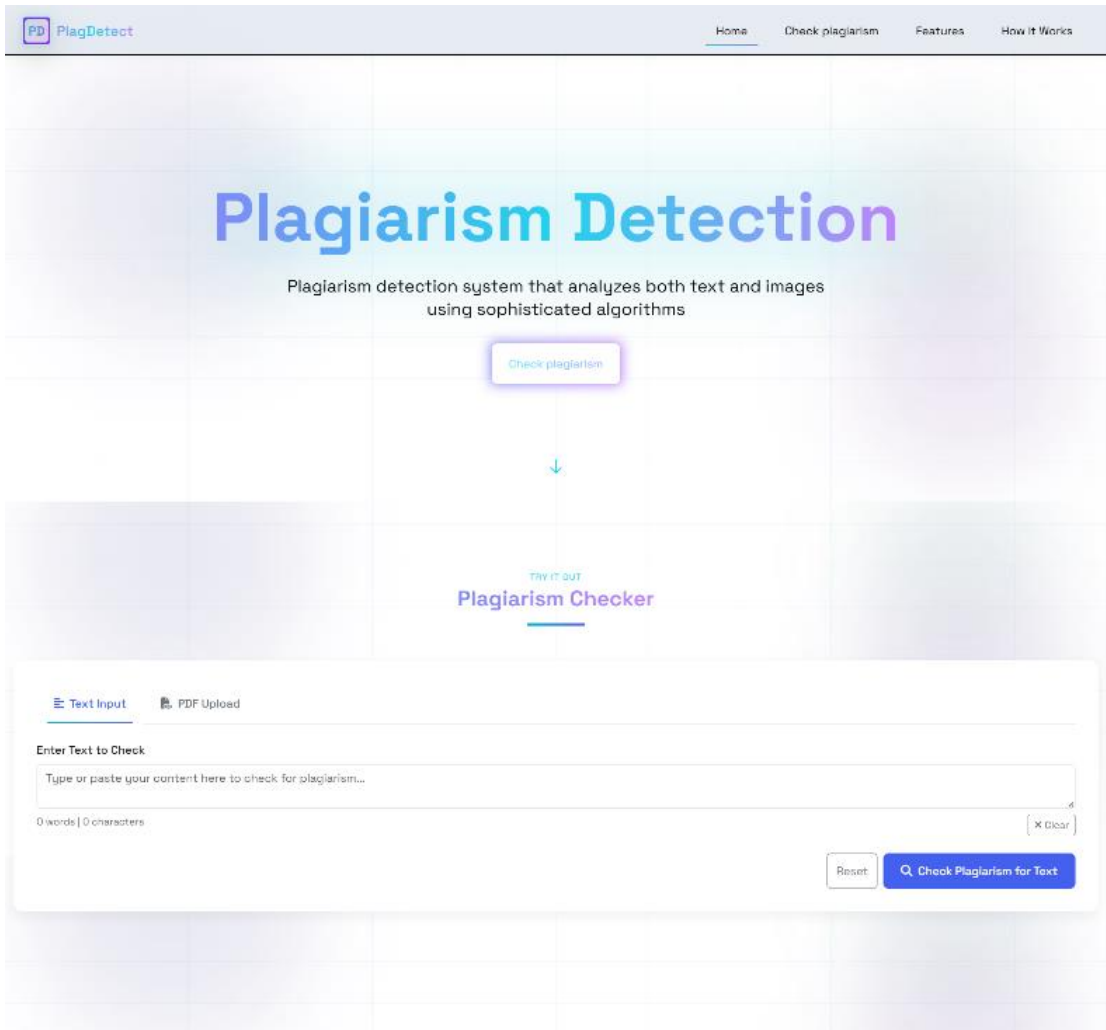 PD PlagDetect
Home Check plagiarism Features How It Works
Plagiarism Detection
Plagiarism detection system that analyzes both text and images
using sophisticated algorithms
Check plagiarism
TRY IT OUT
Plagiarism Checker
Text Input PDF Upload
Enter Text to Check
Type or paste your content here to check for plagiarism...
0 words | 0 characters
Clear
Reset Check Plagiarism for Text